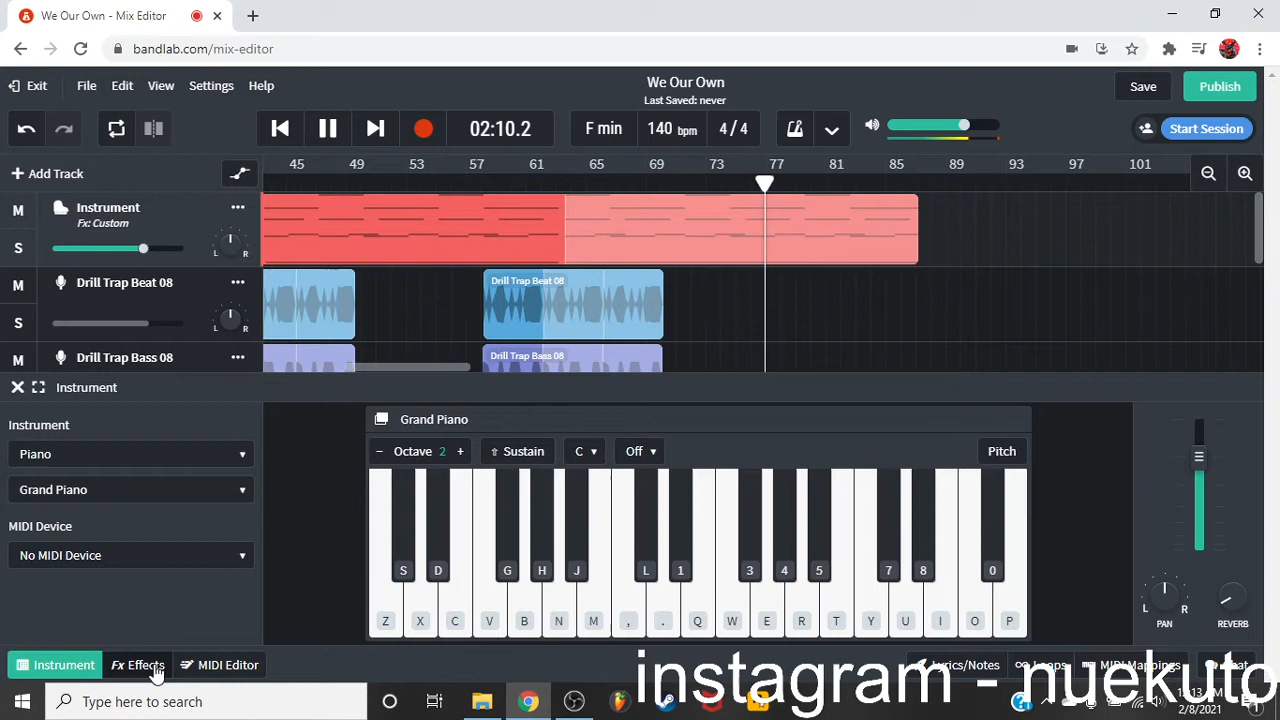 We Our Own - Mix Editor
bandlab.com/mix-editor
Exit File Edit View Settings Help
We Our Own
Last Saved: never
Save Publish
02:10.2 F min 140 bpm 4 / 4
Start Session
+ Add Track
45 49 53 57 61 65 69 73 77 81 85 89 93 97 101
M Instrument
Fx: Custom
S L R
M Drill Trap Beat 08
Drill Trap Beat 08
S L R
M Drill Trap Bass 08
Drill Trap Bass 08
Instrument
Instrument
Piano
Grand Piano
MIDI Device
No MIDI Device
Grand Piano
− Octave 2 + Sustain C Off Pitch
S D G H J L 1 3 4 5 7 8 0
Z X C V B N M , . Q W E R T Y U I O P
L R
PAN REVERB
Instrument Fx Effects MIDI Editor
Lyrics/Notes Loops MIDI Mappings
instagram - nuekuto
Type here to search
2/8/2021